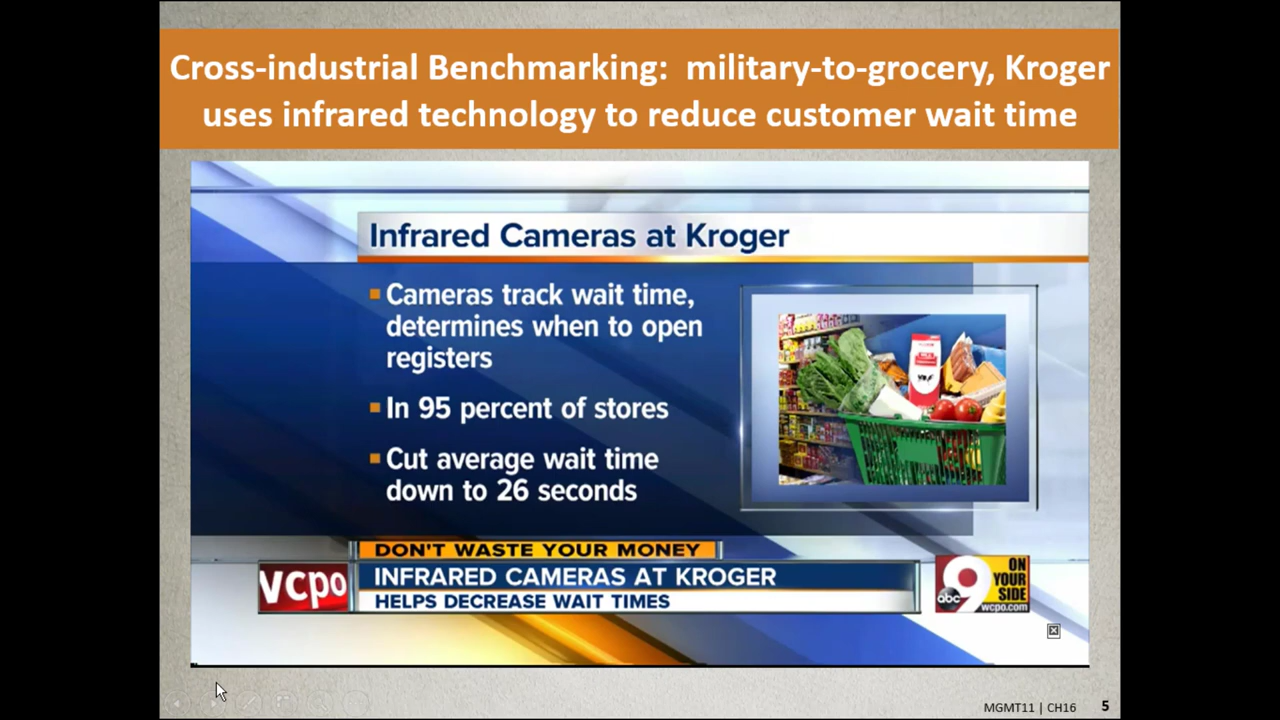 Cross-industrial Benchmarking: military-to-grocery, Kroger
uses infrared technology to reduce customer wait time
Infrared Cameras at Kroger
Cameras track wait time,
determines when to open
registers
In 95 percent of stores
Cut average wait time
down to 26 seconds
DON'T WASTE YOUR MONEY
vcpo
INFRARED CAMERAS AT KROGER
HELPS DECREASE WAIT TIMES
abc 9 ON
YOUR
SIDE
wcpo.com
MGMT11 | CH16 5